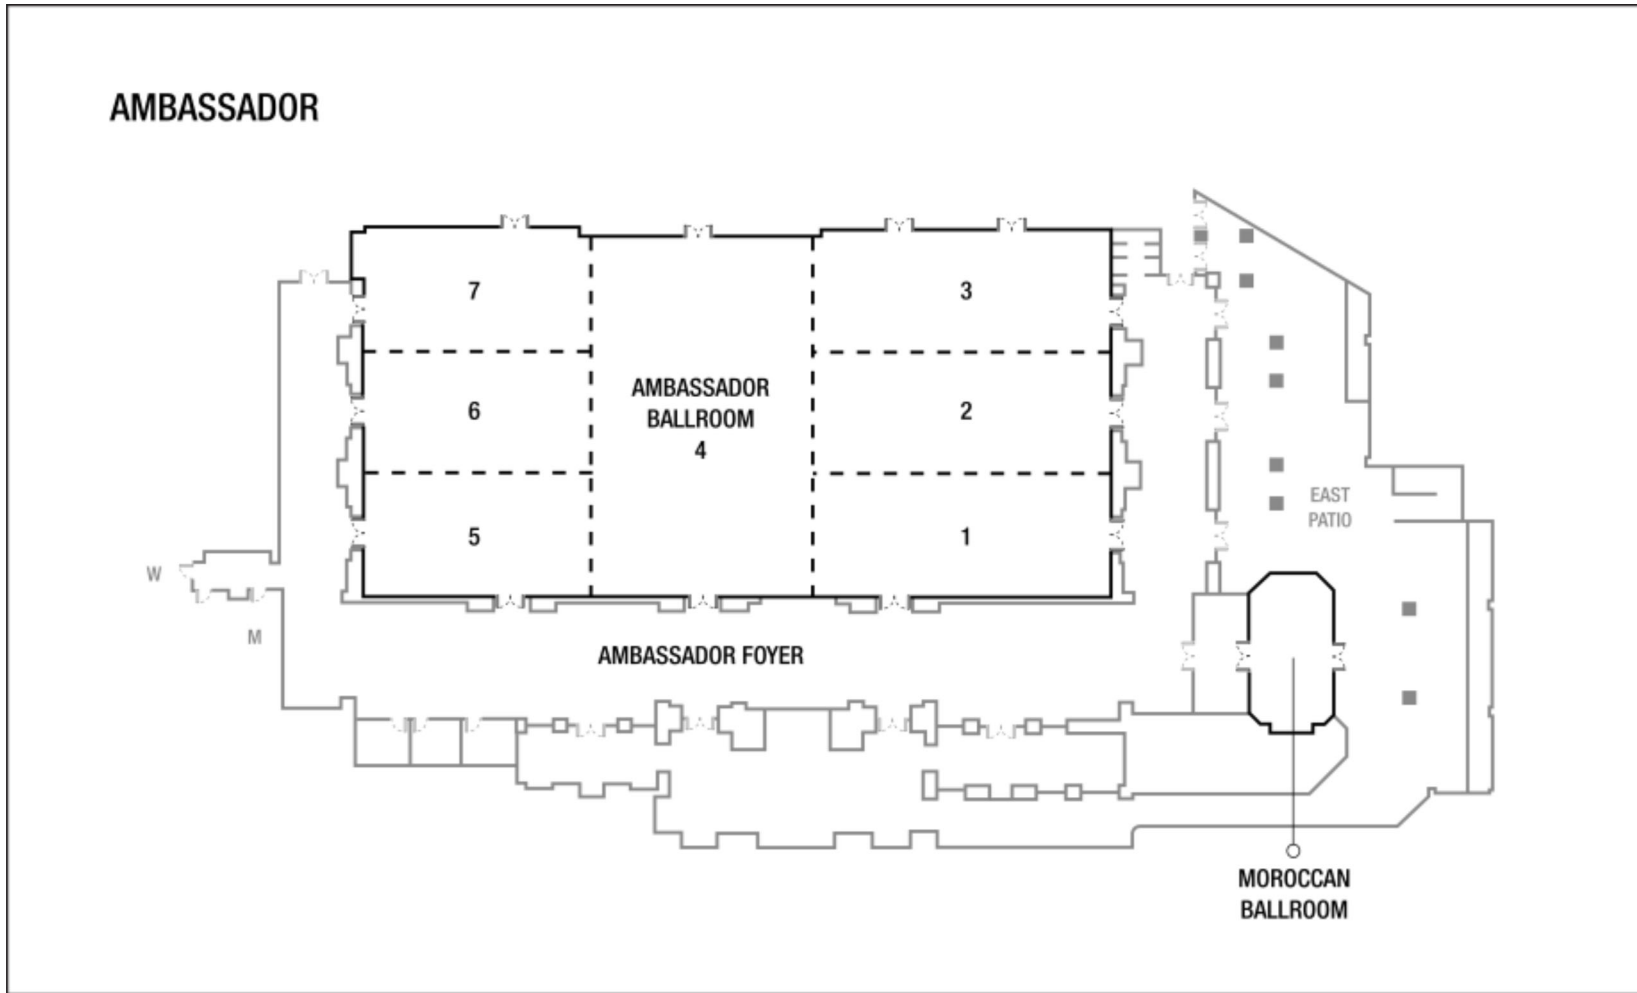 AMBASSADOR
7
3
AMBASSADOR
BALLROOM
4
6
2
5
1
EAST
PATIO
W
M
AMBASSADOR FOYER
MOROCCAN
BALLROOM